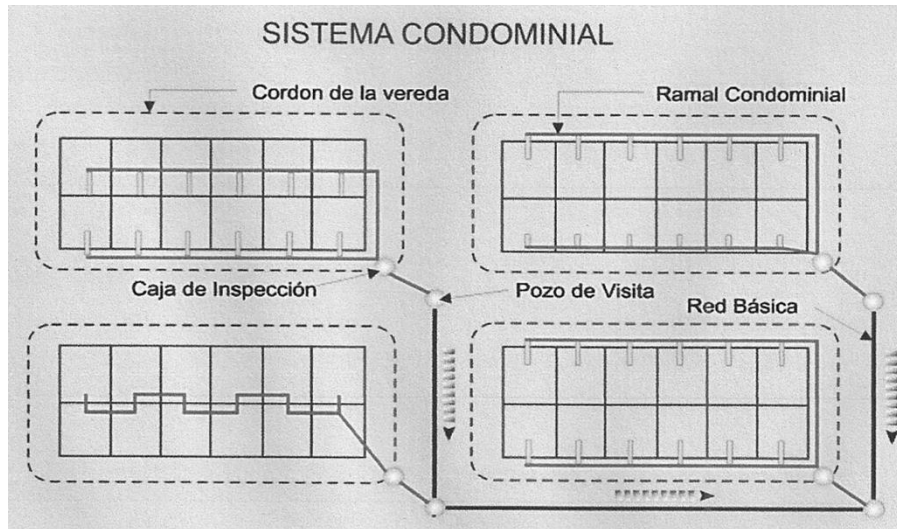 SISTEMA CONDOMINIAL
Cordon de la vereda
Ramal Condominial
Caja de Inspección
Pozo de Visita
Red Básica